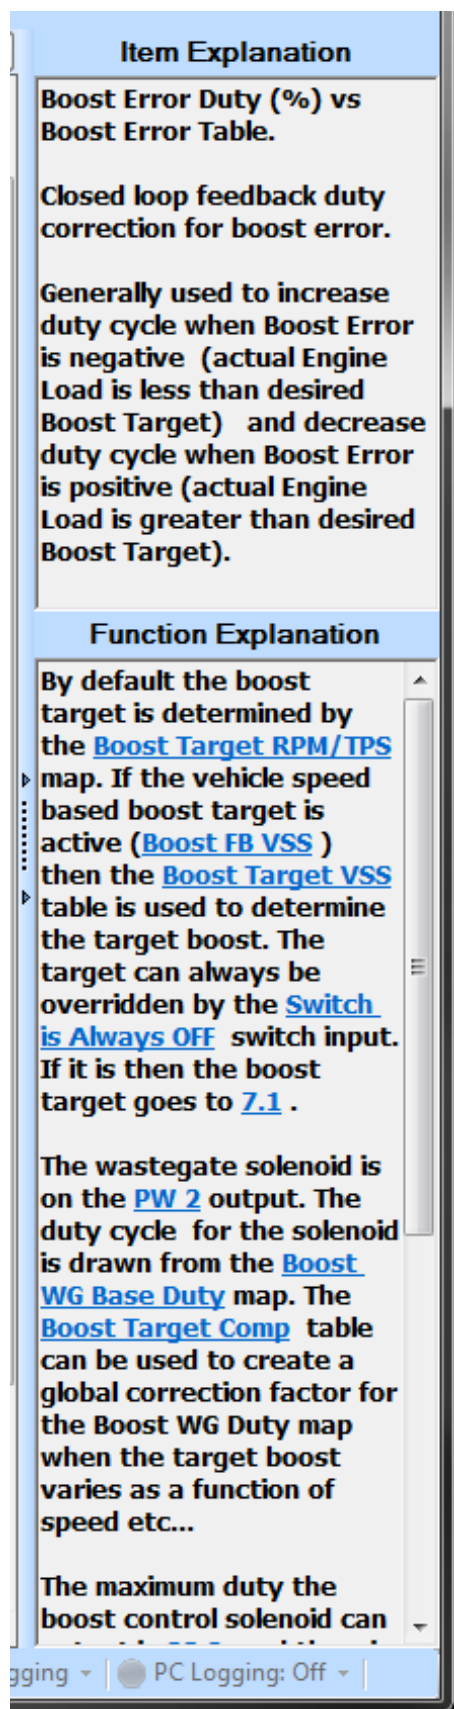 Item Explanation
Boost Error Duty (%) vs
Boost Error Table.
Closed loop feedback duty
correction for boost error.
Generally used to increase
duty cycle when Boost Error
is negative  (actual Engine
Load is less than desired
Boost Target)   and decrease
duty cycle when Boost Error
is positive (actual Engine
Load is greater than desired
Boost Target).
Function Explanation
By default the boost
target is determined by
the Boost Target RPM/TPS
map. If the vehicle speed
based boost target is
active (Boost FB VSS )
then the Boost Target VSS
table is used to determine
the target boost. The
target can always be
overridden by the Switch
is Always OFF  switch input.
If it is then the boost
target goes to 7.1 .
The wastegate solenoid is
on the PW 2 output. The
duty cycle  for the solenoid
is drawn from the Boost
WG Base Duty map. The
Boost Target Comp  table
can be used to create a
global correction factor for
the Boost WG Duty map
when the target boost
varies as a function of
speed etc...
The maximum duty the
boost control solenoid can
gging PC Logging: Off